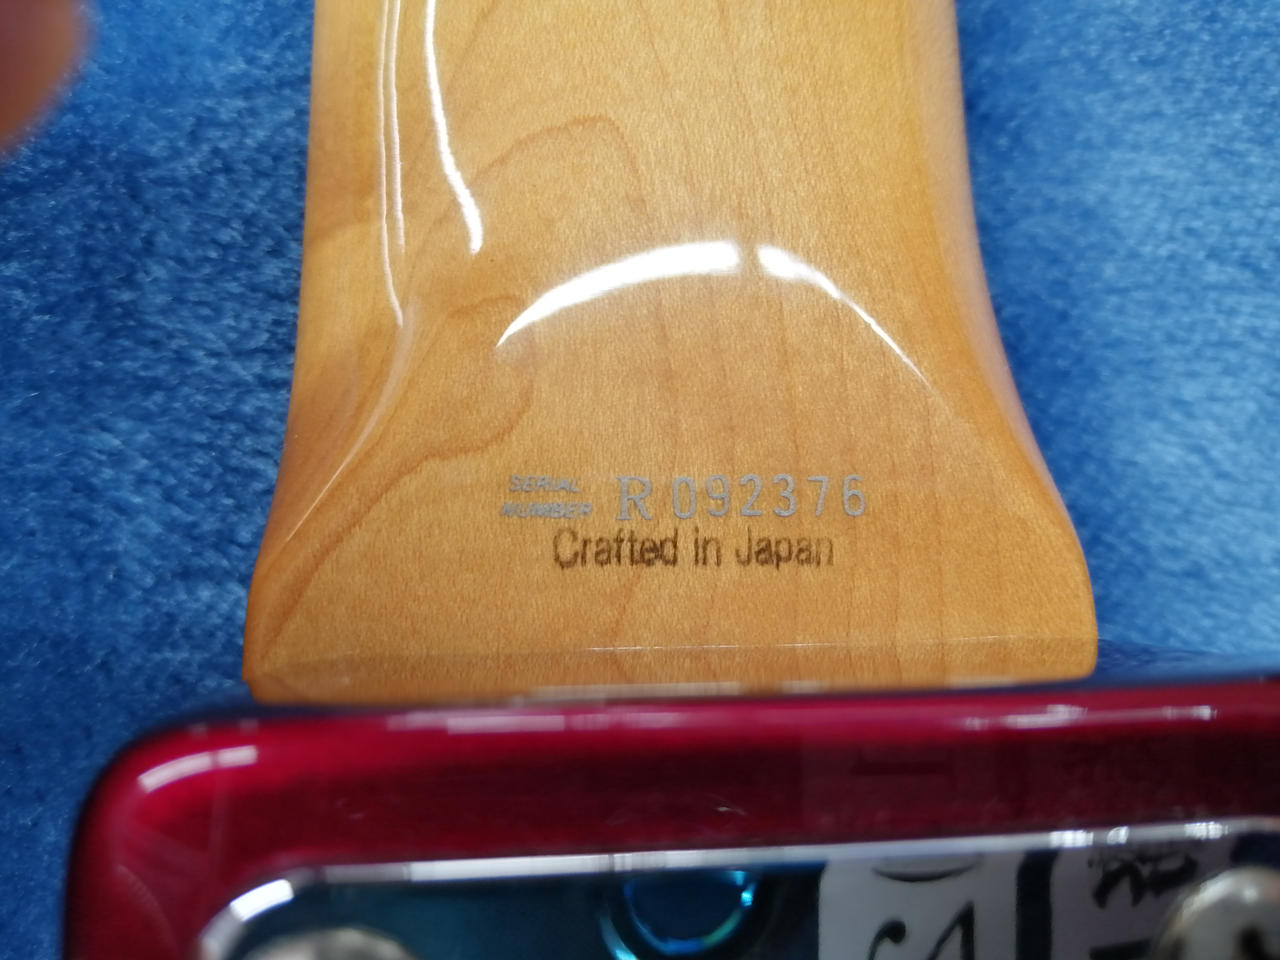 SERIAL
NUMBER R 092376
Crafted in Japan